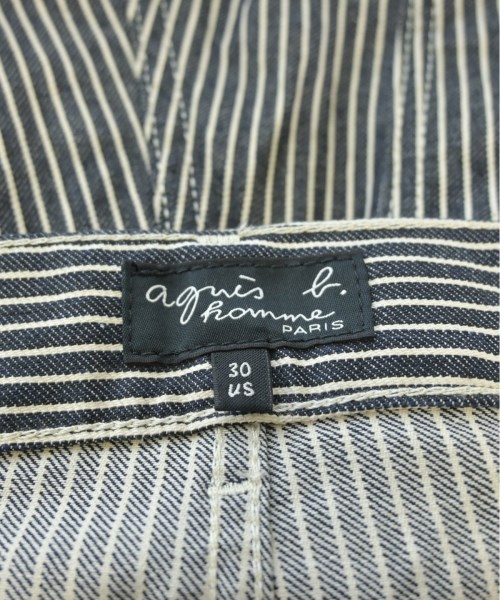 agnès b.
homme
PARIS
30
US